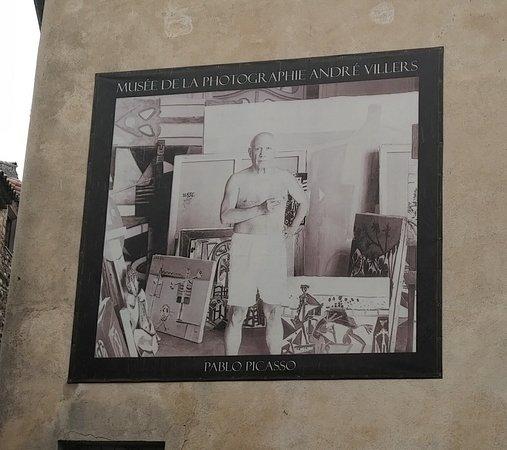 MUSÉE DE LA PHOTOGRAPHIE ANDRÉ VILLERS
PABLO PICASSO